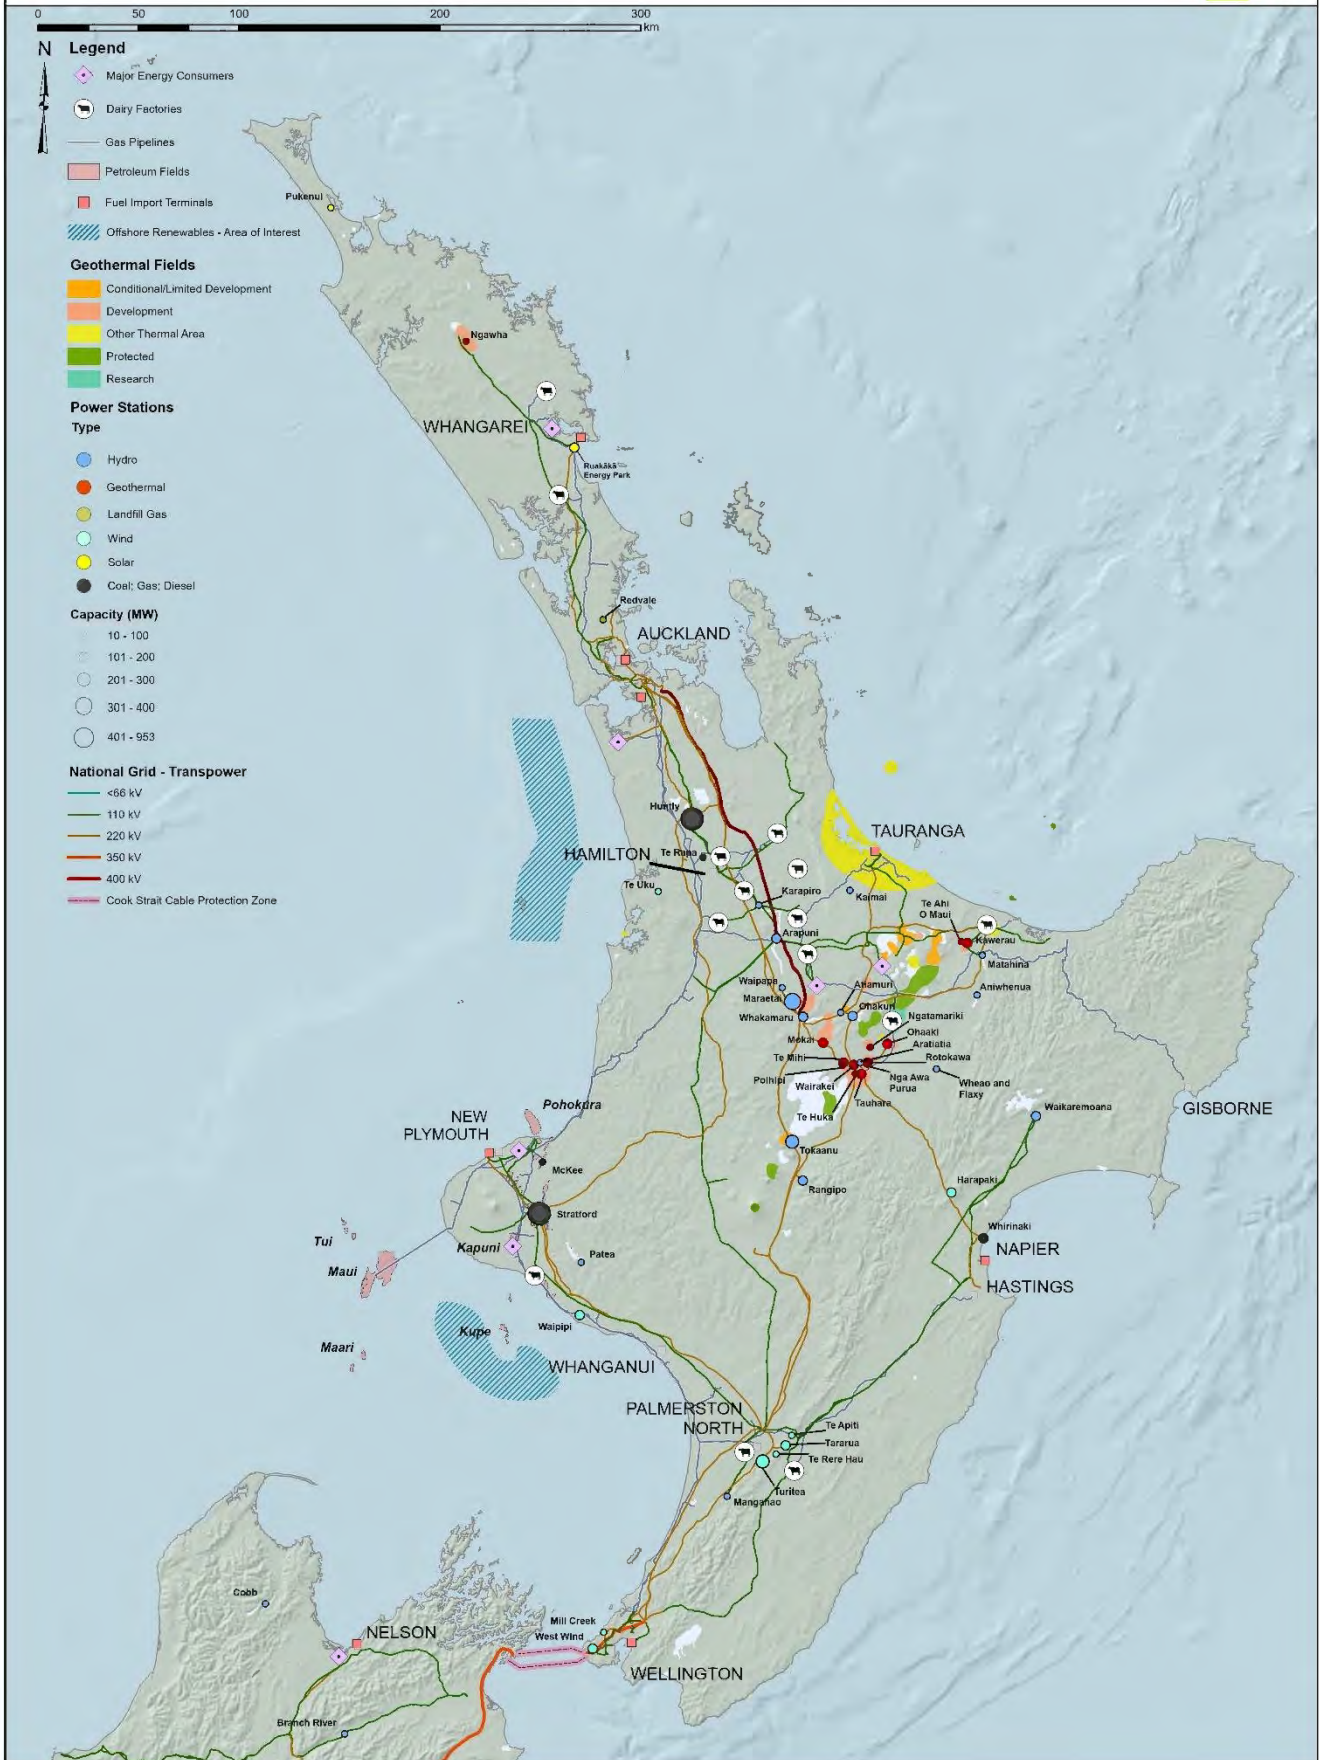 0 50 100 200 300
km
N
Legend
Major Energy Consumers
Dairy Factories
Gas Pipelines
Petroleum Fields
Fuel Import Terminals
Offshore Renewables - Area of Interest
Geothermal Fields
Conditional/Limited Development
Development
Other Thermal Area
Protected
Research
Power Stations
Type
Hydro
Geothermal
Landfill Gas
Wind
Solar
Coal; Gas; Diesel
Capacity (MW)
10 - 100
101 - 200
201 - 300
301 - 400
401 - 953
National Grid - Transpower
<66 kV
110 kV
220 kV
350 kV
400 kV
Cook Strait Cable Protection Zone
Pukenui
Ngawha
WHANGAREI
Ruakākā
Energy Park
Redvale
AUCKLAND
Huntly
HAMILTON
Te Rapa
Te Uku
Karapiro
Arapuni
TAURANGA
Kaimai
Te Ahi
O Maui
Kawerau
Matahina
Aniwhenua
Waipapa
Maraetai
Whakamaru
Atiamuri
Ohakuri
Ngatamariki
Ohaaki
Aratiatia
Rotokawa
Mokai
Te Mihi
Poihipi
Wairakei
Nga Awa
Purua
Tauhara
Te Huka
Wheao and
Flaxy
Waikaremoana
GISBORNE
Tokaanu
Rangipo
Harapaki
Whirinaki
NAPIER
HASTINGS
Pohokura
NEW
PLYMOUTH
McKee
Stratford
Kapuni
Patea
Tui
Maui
Maari
Kupe
Waipipi
WHANGANUI
PALMERSTON
NORTH
Te Apiti
Tararua
Te Rere Hau
Turitea
Mangahao
Cobb
NELSON
Branch River
Mill Creek
West Wind
WELLINGTON